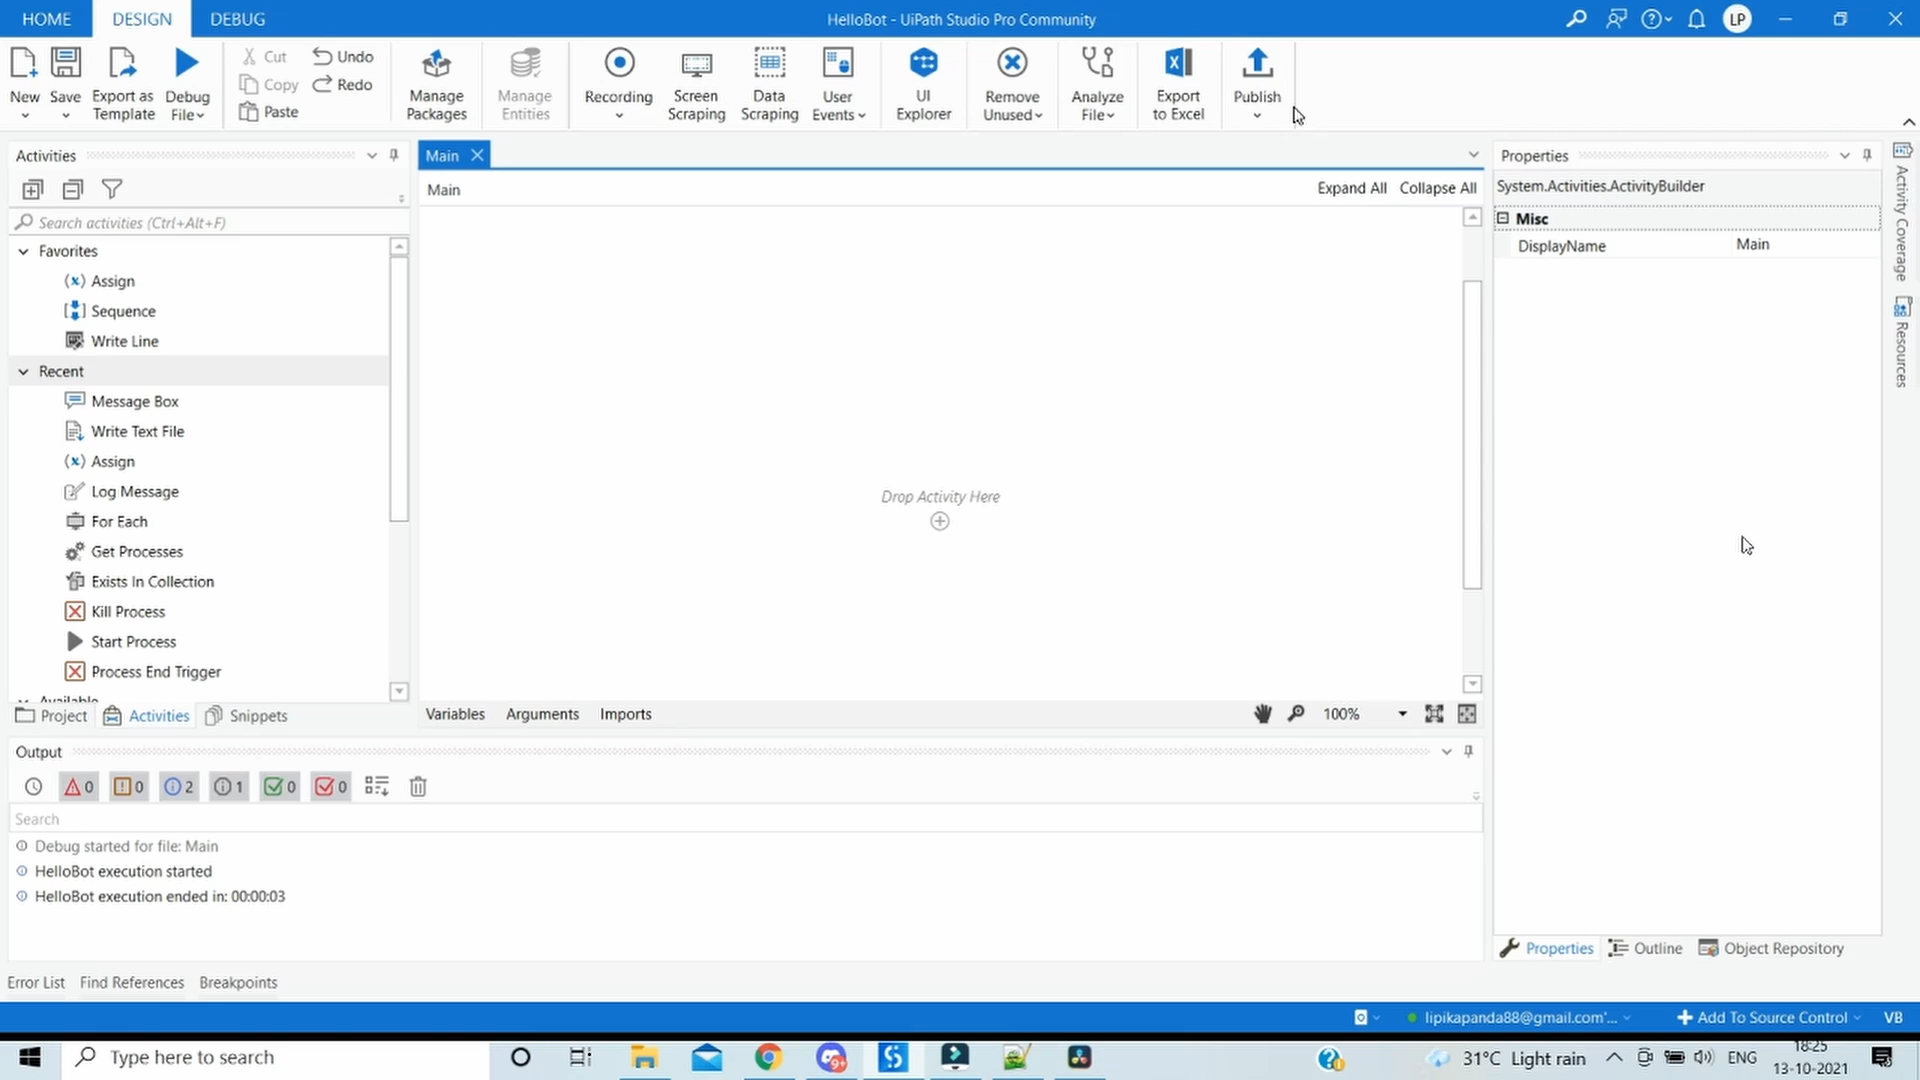 HOME DESIGN DEBUG HelloBot - UiPath Studio Pro Community LP
New Save Export as Template Debug File Cut Copy Paste Undo Redo Manage Packages Manage Entities Recording Screen Scraping Data Scraping User Events UI Explorer Remove Unused Analyze File Export to Excel Publish
Activities
Search activities (Ctrl+Alt+F)
Favorites
Assign
Sequence
Write Line
Recent
Message Box
Write Text File
Assign
Log Message
For Each
Get Processes
Exists In Collection
Kill Process
Start Process
Process End Trigger
Available
Project Activities Snippets
Main
Main Expand All Collapse All
Drop Activity Here
Variables Arguments Imports 100%
Properties
System.Activities.ActivityBuilder
Misc
DisplayName Main
Properties Outline Object Repository
Activity Coverage
Resources
Output
0 0 2 1 0 0
Search
Debug started for file: Main
HelloBot execution started
HelloBot execution ended in: 00:00:03
Error List Find References Breakpoints
lipikapanda88@gmail.com'... Add To Source Control VB
Type here to search 9+ 31°C Light rain ENG 18:25
13-10-2021